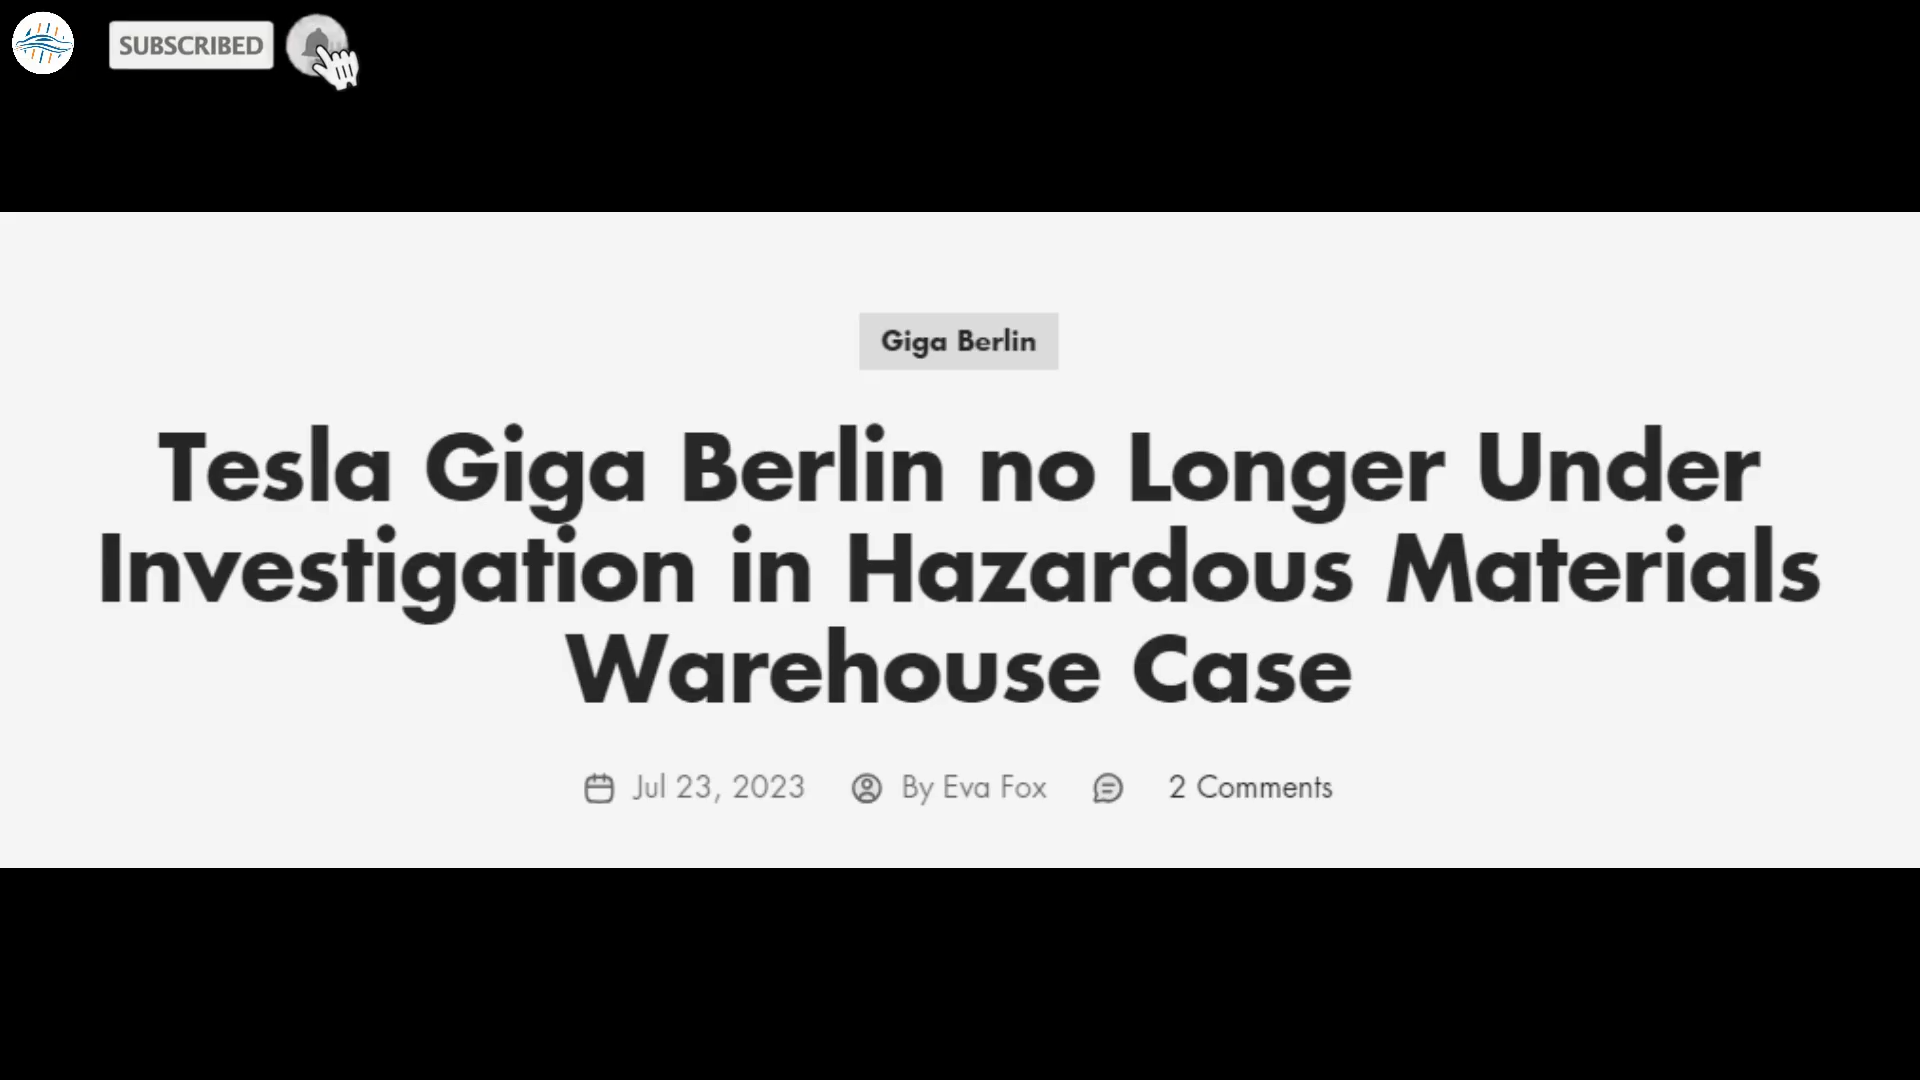 SUBSCRIBED
Giga Berlin
Tesla Giga Berlin no Longer Under
Investigation in Hazardous Materials
Warehouse Case
Jul 23, 2023 By Eva Fox 2 Comments